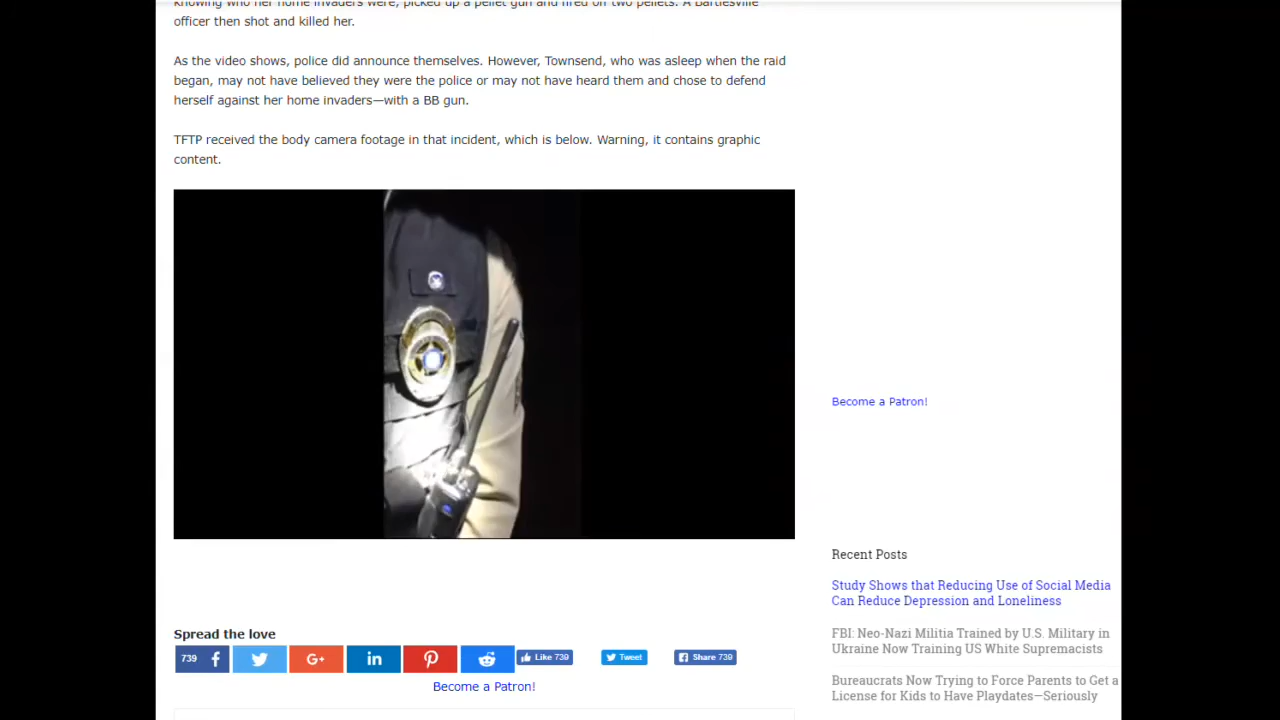 knowing who her home invaders were, picked up a pellet gun and fired off two pellets. A Bartlesville
officer then shot and killed her.
As the video shows, police did announce themselves. However, Townsend, who was asleep when the raid
began, may not have believed they were the police or may not have heard them and chose to defend
herself against her home invaders—with a BB gun.
TFTP received the body camera footage in that incident, which is below. Warning, it contains graphic
content.
Become a Patron!
Recent Posts
Study Shows that Reducing Use of Social Media
Can Reduce Depression and Loneliness
FBI: Neo-Nazi Militia Trained by U.S. Military in
Ukraine Now Training US White Supremacists
Bureaucrats Now Trying to Force Parents to Get a
License for Kids to Have Playdates—Seriously
Spread the love
739 f G+ in
Like 739 Tweet Share 739
Become a Patron!